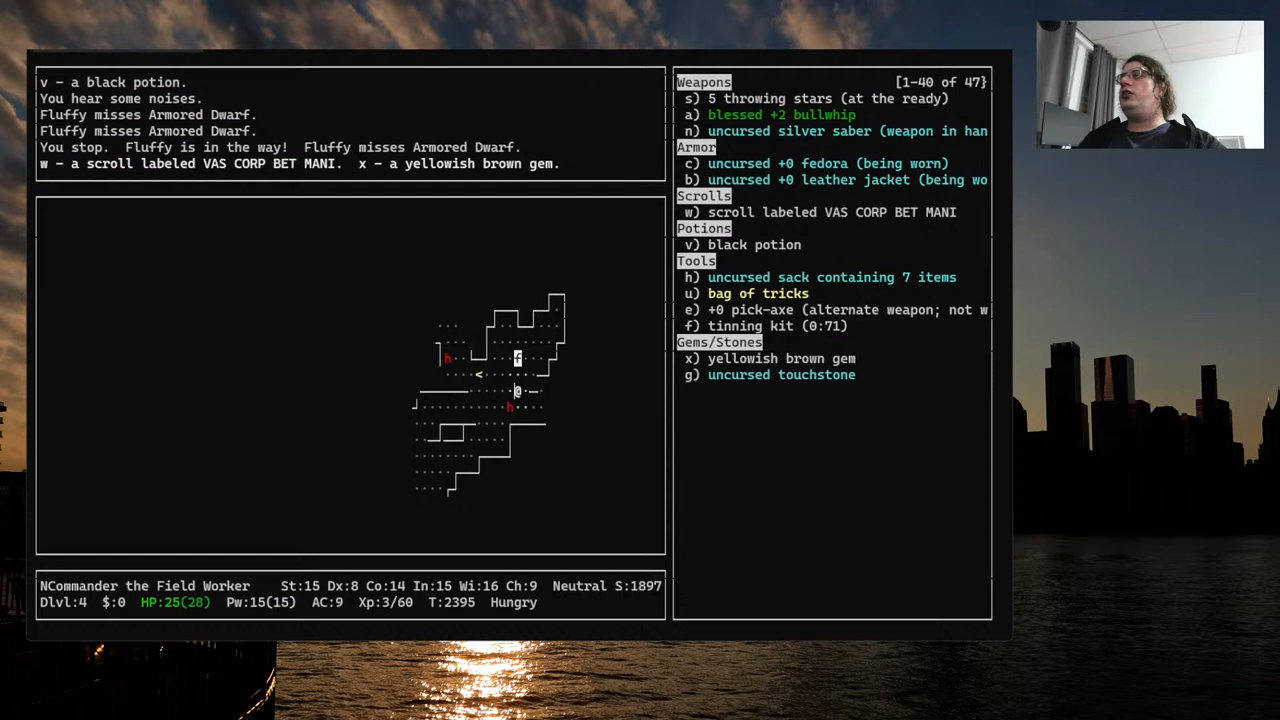 v - a black potion.
You hear some noises.
Fluffy misses Armored Dwarf.
Fluffy misses Armored Dwarf.
You stop.  Fluffy is in the way!  Fluffy misses Armored Dwarf.
w - a scroll labeled VAS CORP BET MANI.  x - a yellowish brown gem.
h
f
<
@
h
NCommander the Field Worker    St:15 Dx:8 Co:14 In:15 Wi:16 Ch:9  Neutral S:1897
Dlvl:4  $:0  HP:25(28)  Pw:15(15)  AC:9  Xp:3/60  T:2395  Hungry
Weapons [1-40 of 47}
s) 5 throwing stars (at the ready)
a) blessed +2 bullwhip
n) uncursed silver saber (weapon in han
Armor
c) uncursed +0 fedora (being worn)
b) uncursed +0 leather jacket (being wo
Scrolls
w) scroll labeled VAS CORP BET MANI
Potions
v) black potion
Tools
h) uncursed sack containing 7 items
u) bag of tricks
e) +0 pick-axe (alternate weapon; not w
f) tinning kit (0:71)
Gems/Stones
x) yellowish brown gem
g) uncursed touchstone